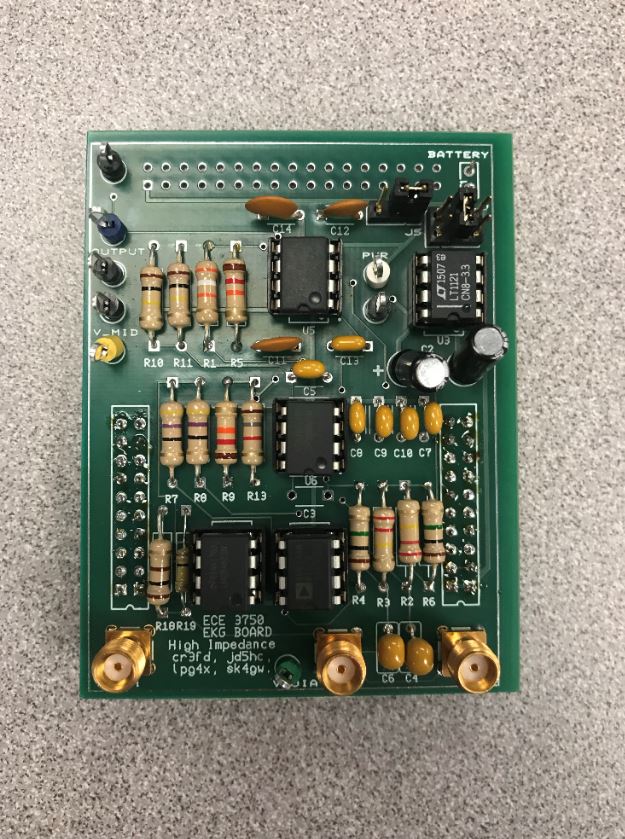 BATTERY
C14
C12
J5
OUTPUT
PWR
1507
LT1121
CN8-3.3
U5
U3
V_MID
R10 R11 R1 R5
C11
C13
C2
+
C5
C8 C9 C10 C7
R7 R8 R9 R13
U6
C3
R4 R3 R2 R6
R18 R19
ECE 3750
EKG BOARD
High Impedance
cr3fd, jd5hc,
lpg4x, sk4gw,
C6 C4